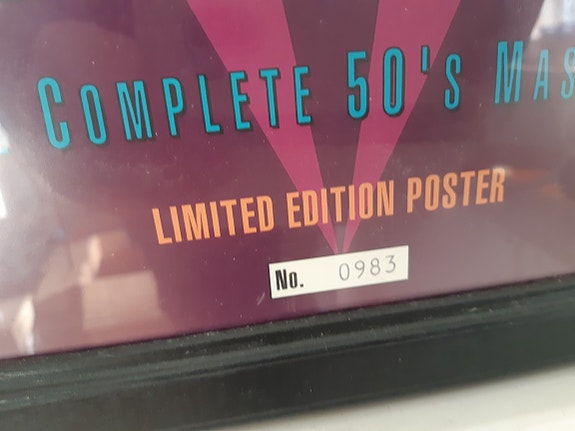 COMPLETE 50'S MAS
LIMITED EDITION POSTER
No. 0983